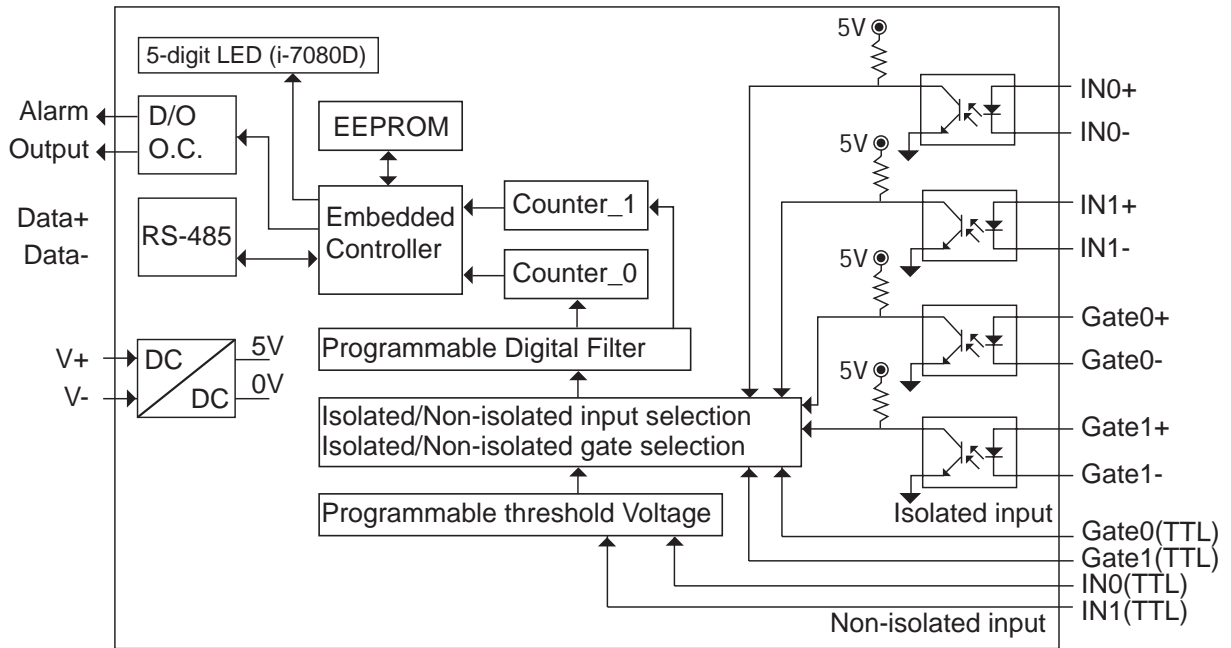 5-digit LED (i-7080D)
Alarm
Output
D/O
O.C.
EEPROM
Data+
Data-
RS-485
Embedded
Controller
Counter_1
Counter_0
V+
V-
DC
DC
5V
0V
Programmable Digital Filter
Isolated/Non-isolated input selection
Isolated/Non-isolated gate selection
Programmable threshold Voltage
5V
IN0+
IN0-
5V
IN1+
IN1-
5V
Gate0+
Gate0-
5V
Gate1+
Gate1-
Isolated input
Gate0(TTL)
Gate1(TTL)
IN0(TTL)
IN1(TTL)
Non-isolated input